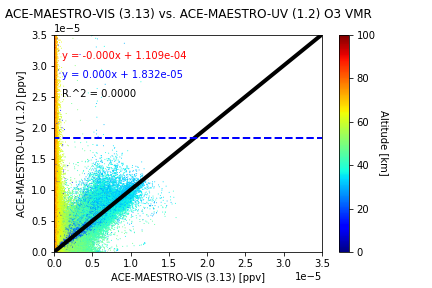 ACE-MAESTRO-VIS (3.13) vs. ACE-MAESTRO-UV (1.2) O3 VMR
1e−5
3.5
3.0
2.5
2.0
1.5
1.0
0.5
0.0
ACE-MAESTRO-UV (1.2) [ppv]
y = -0.000x + 1.109e-04
y = 0.000x + 1.832e-05
R.^2 = 0.0000
0.0 0.5 1.0 1.5 2.0 2.5 3.0 3.5
1e−5
ACE-MAESTRO-VIS (3.13) [ppv]
100
80
60
40
20
0
Altitude [km]